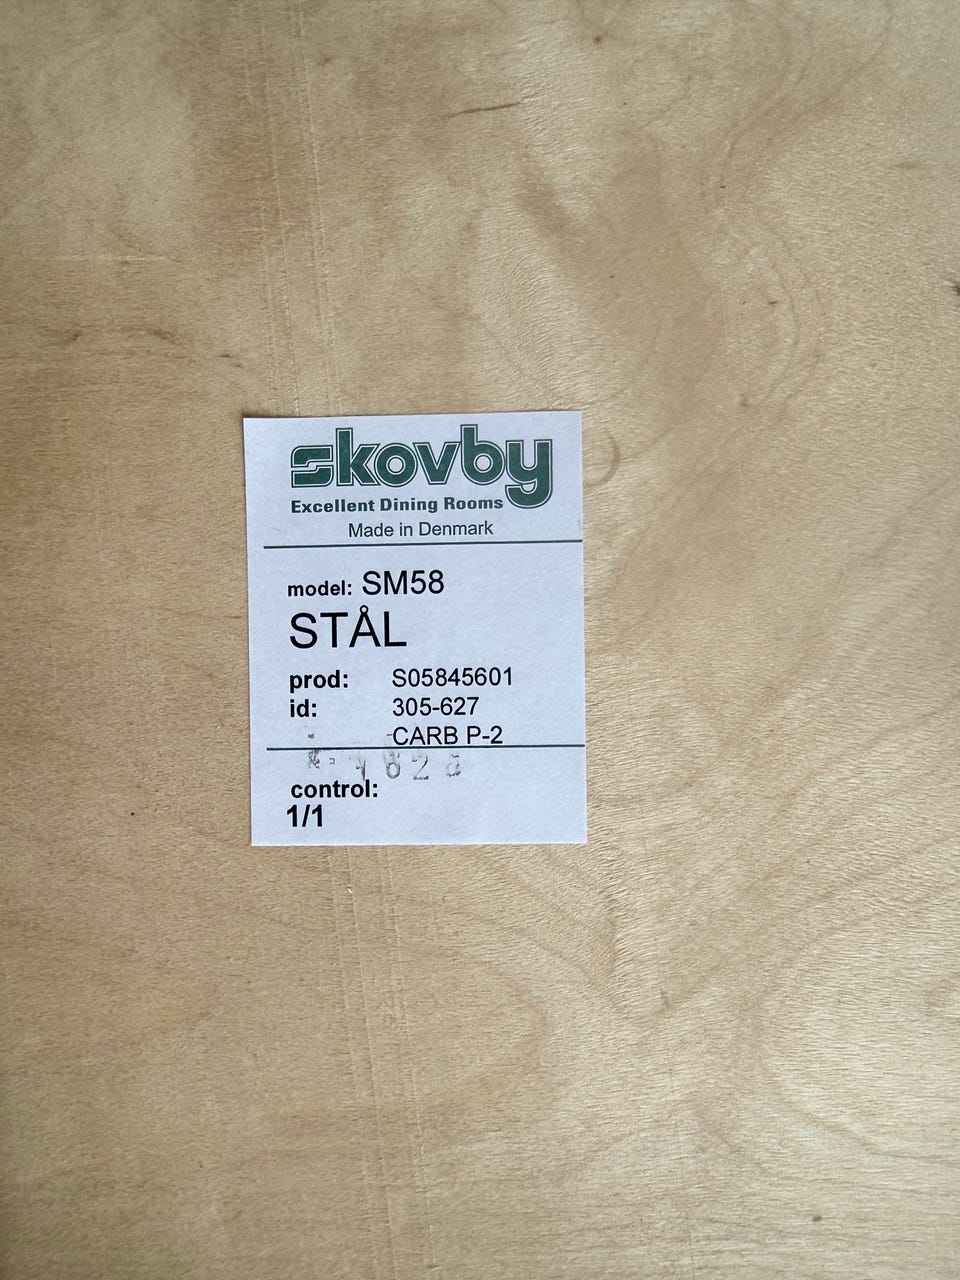 skovby
Excellent Dining Rooms
Made in Denmark
model: SM58
STÅL
prod: S05845601
id: 305-627
CARB P-2
control:
1/1